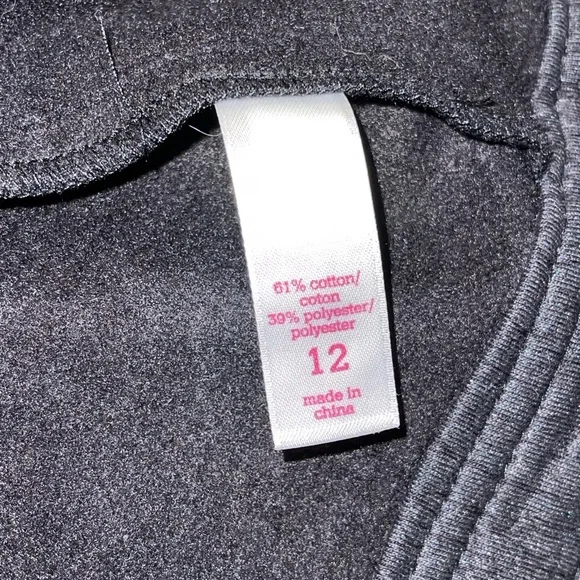 61% cotton/
coton
39% polyester/
polyester
12
made in
china